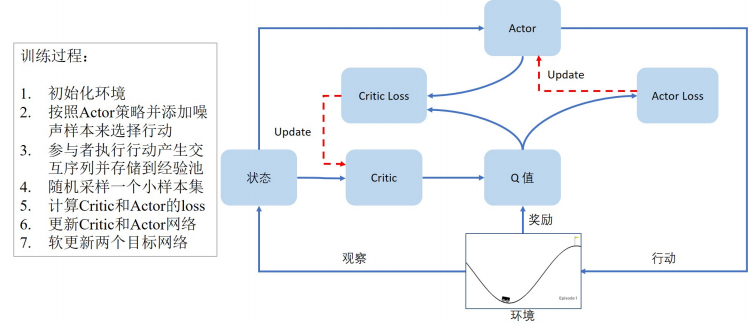 训练过程：
1. 初始化环境
2. 按照Actor策略并添加噪
声样本来选择行动
3. 参与者执行行动产生交
互序列并存储到经验池
4. 随机采样一个小样本集
5. 计算Critic和Actor的loss
6. 更新Critic和Actor网络
7. 软更新两个目标网络
Actor
Update
Critic Loss
Actor Loss
Update
状态
Critic
Q 值
奖励
观察
行动
Episode 1
环境